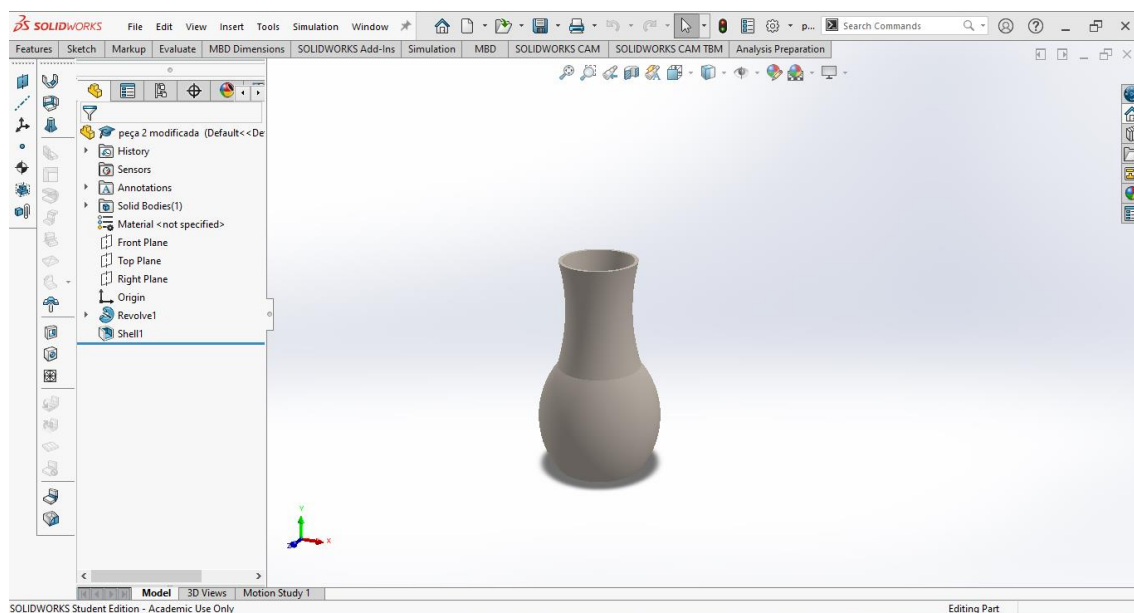 SOLIDWORKS File Edit View Insert Tools Simulation Window p... Search Commands
Features Sketch Markup Evaluate MBD Dimensions SOLIDWORKS Add-Ins Simulation MBD SOLIDWORKS CAM SOLIDWORKS CAM TBM Analysis Preparation
peça 2 modificada (Default<<De
History
Sensors
Annotations
Solid Bodies(1)
Material <not specified>
Front Plane
Top Plane
Right Plane
Origin
Revolve1
Shell1
Y
Z X
Model 3D Views Motion Study 1
SOLIDWORKS Student Edition - Academic Use Only Editing Part